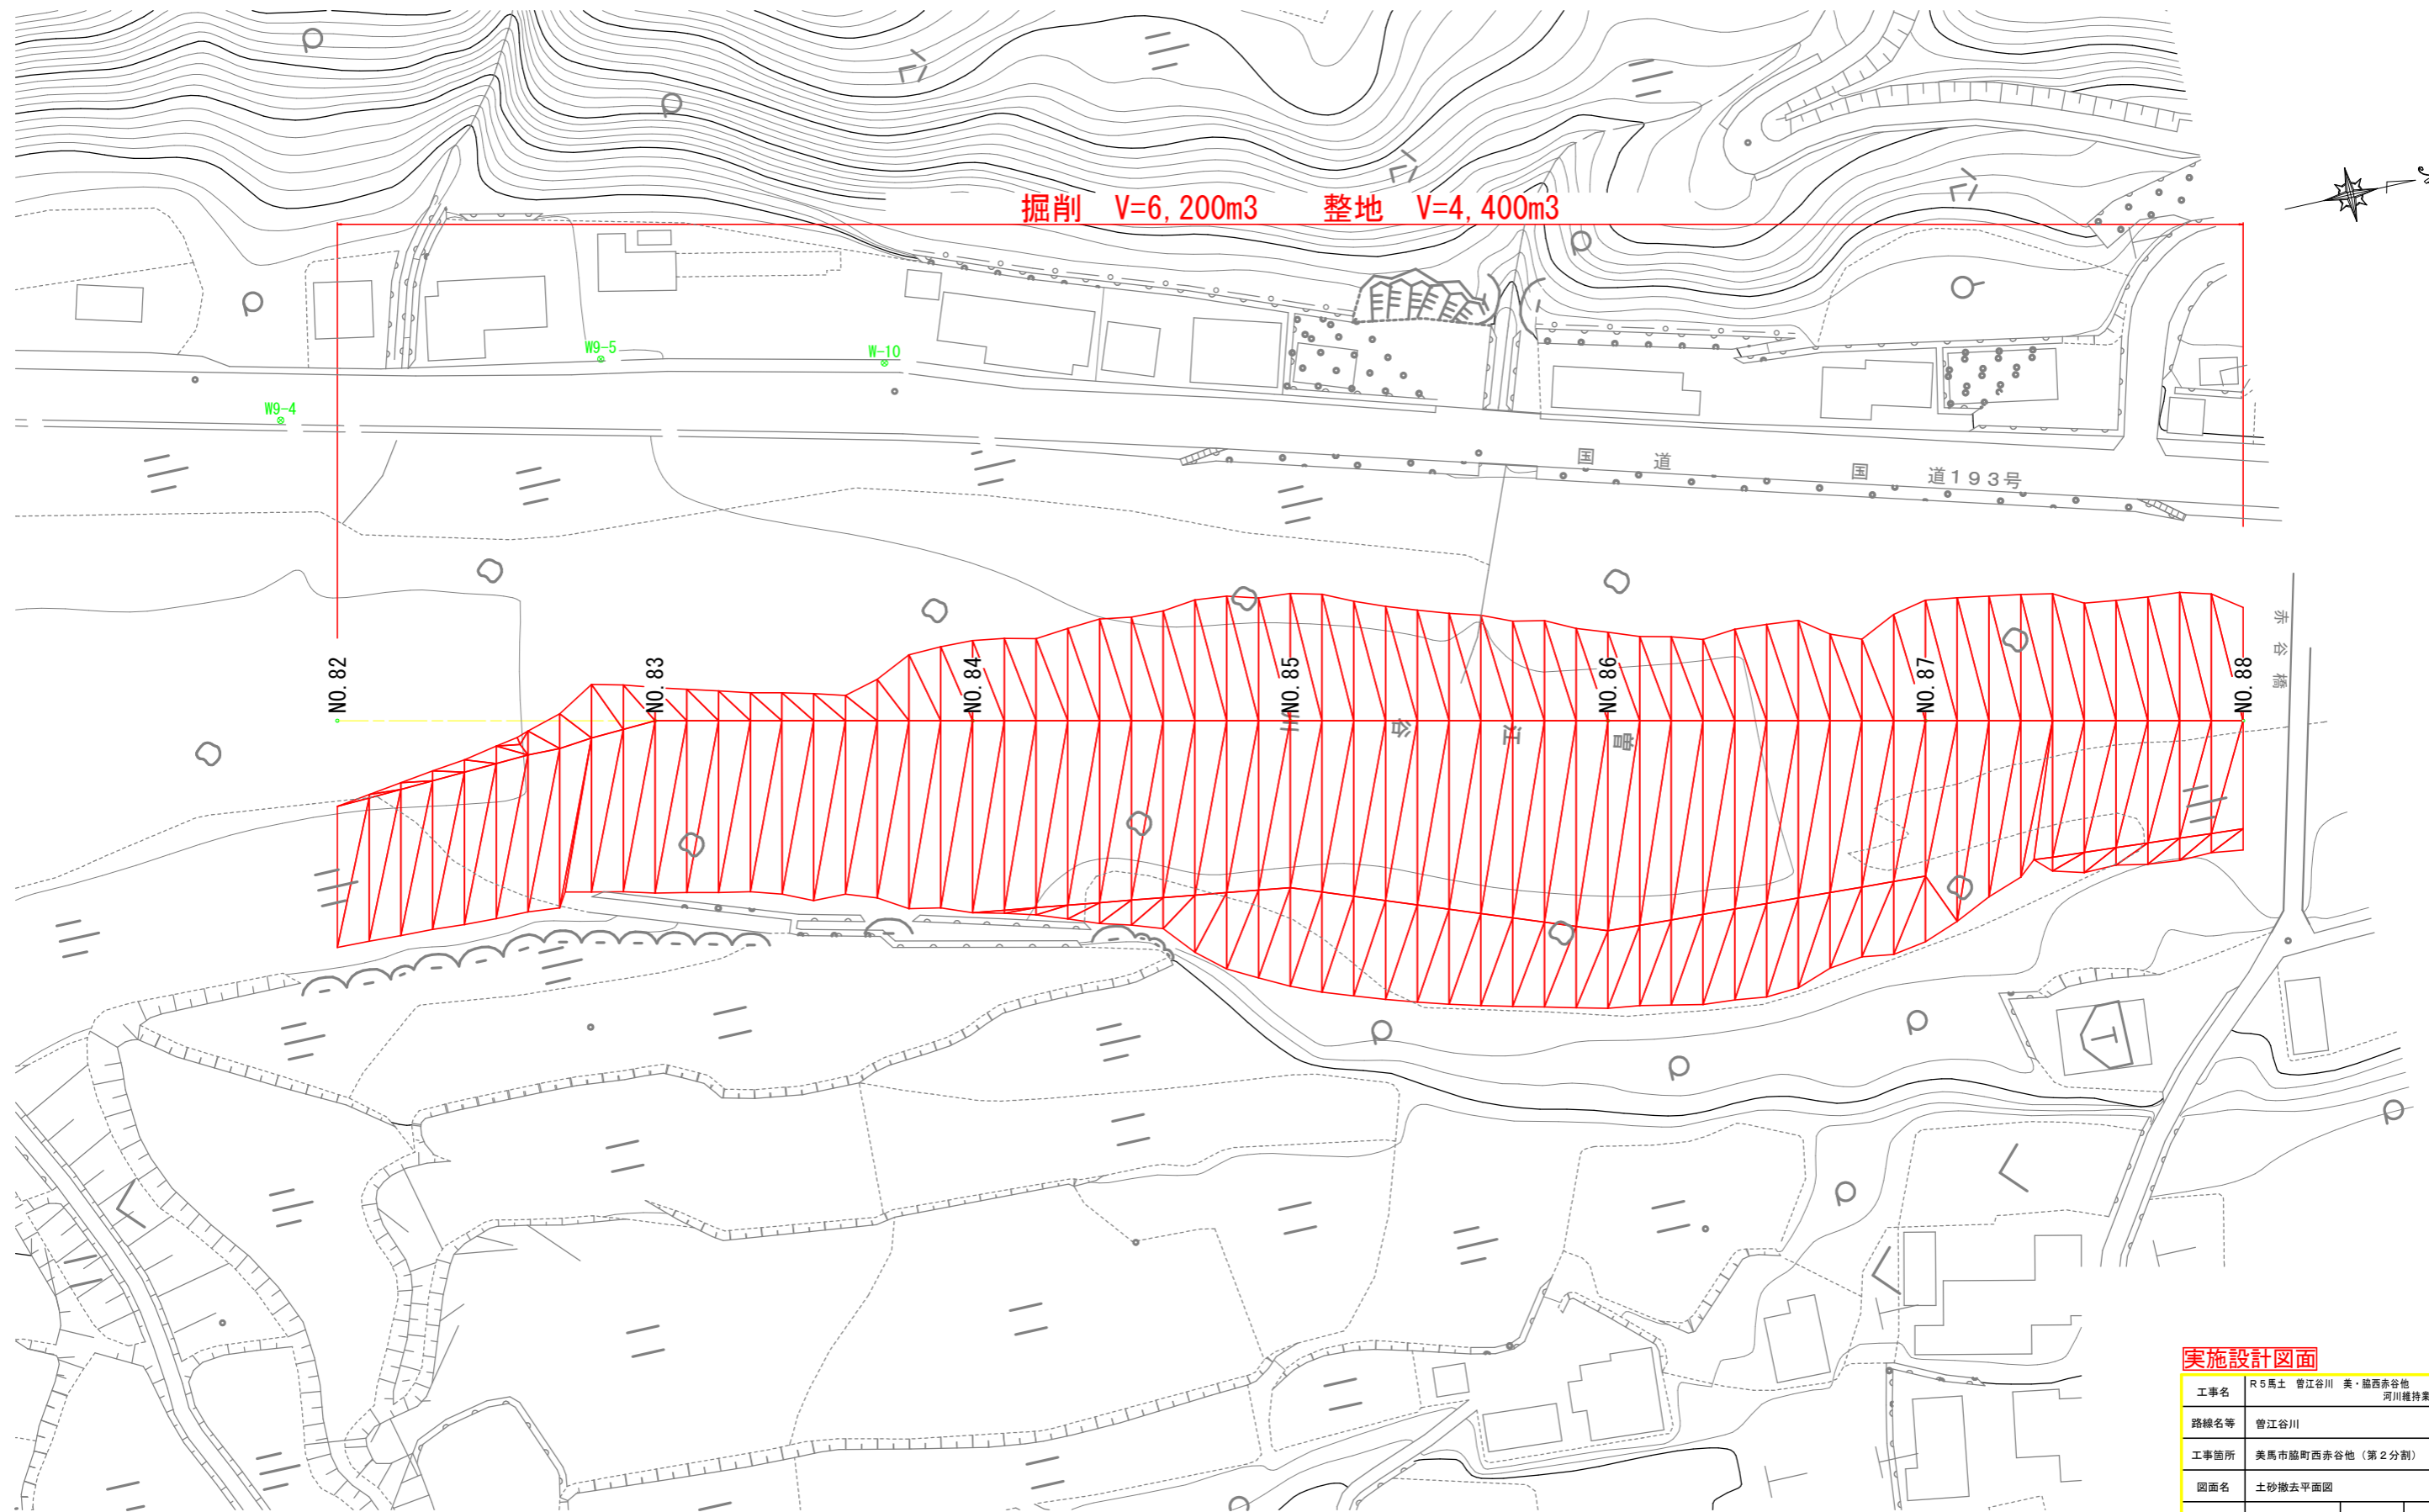 掘削　V=6,200m3　　整地　V=4,400m3
W9-5
W-10
W9-4
国　道
国　道193号
赤谷橋
NO.82
NO.83
NO.84
NO.85
NO.86
NO.87
NO.88
川谷江曽
実施設計図面
工事名　R5馬土　曽江谷川　美・脇西赤谷他
河川維持業
路線名等　曽江谷川
工事箇所　美馬市脇町西赤谷他（第2分割）
図面名　土砂撤去平面図